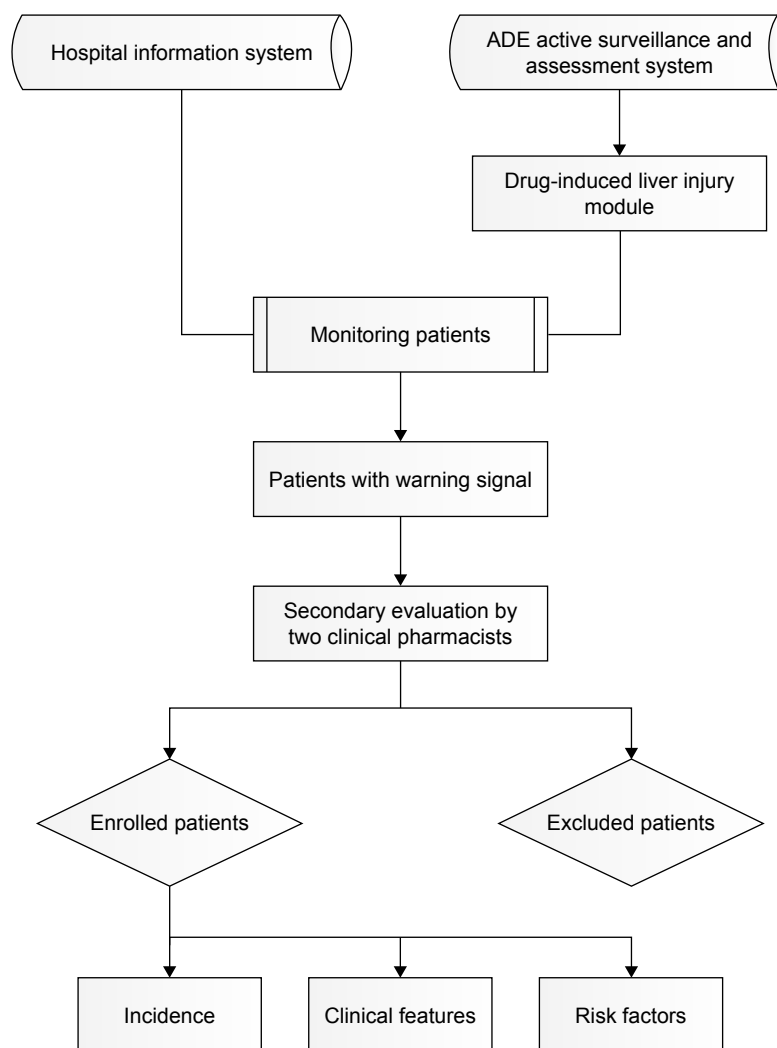 Hospital information system
ADE active surveillance and
assessment system
Drug-induced liver injury
module
Monitoring patients
Patients with warning signal
Secondary evaluation by
two clinical pharmacists
Enrolled patients
Excluded patients
Incidence
Clinical features
Risk factors